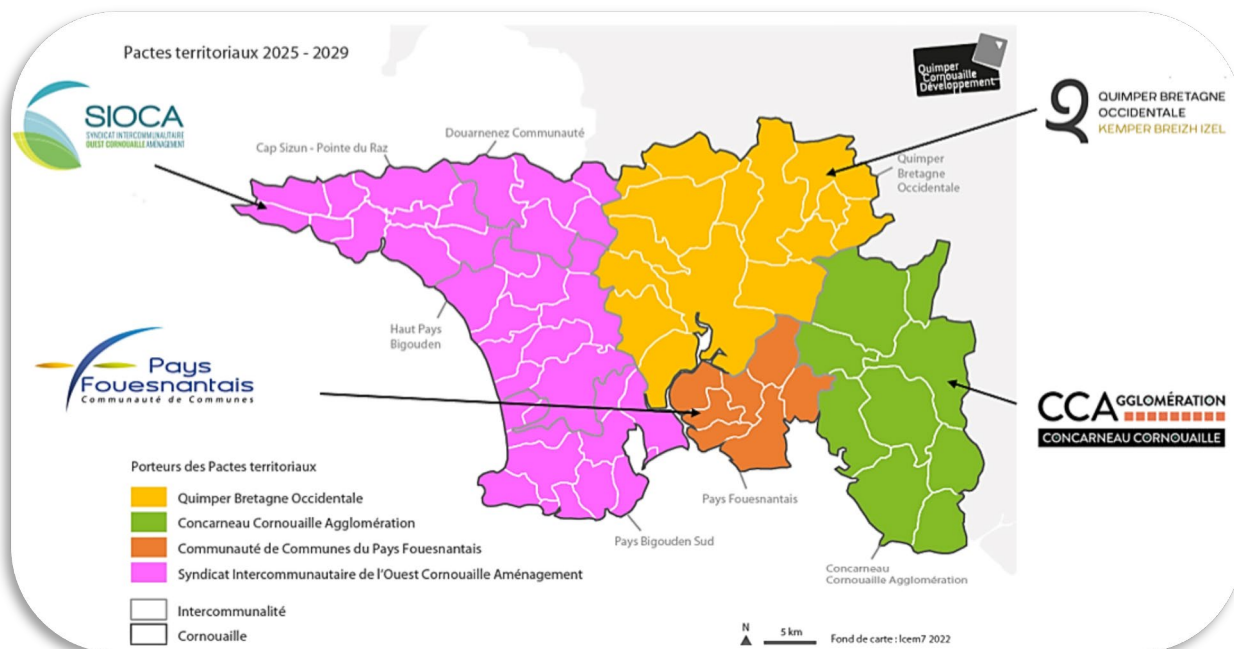 Pactes territoriaux 2025 - 2029
Quimper
Cornouaille
Développement
SIOCA
SYNDICAT INTERCOMMUNAUTAIRE
OUEST CORNOUAILLE AMÉNAGEMENT
QUIMPER BRETAGNE
OCCIDENTALE
KEMPER BREIZH IZEL
Douarnenez Communauté
Cap Sizun - Pointe du Raz
Quimper
Bretagne
Occidentale
Haut Pays
Bigouden
Pays
Fouesnantais
Communauté de Communes
CCA GGLOMÉRATION
CONCARNEAU CORNOUAILLE
Pays Fouesnantais
Pays Bigouden Sud
Concarneau
Cornouaille Agglomération
Porteurs des Pactes territoriaux
Quimper Bretagne Occidentale
Concarneau Cornouaille Agglomération
Communauté de Communes du Pays Fouesnantais
Syndicat Intercommunautaire de l'Ouest Cornouaille Aménagement
Intercommunalité
Cornouaille
N
5 km
Fond de carte : lcem7 2022